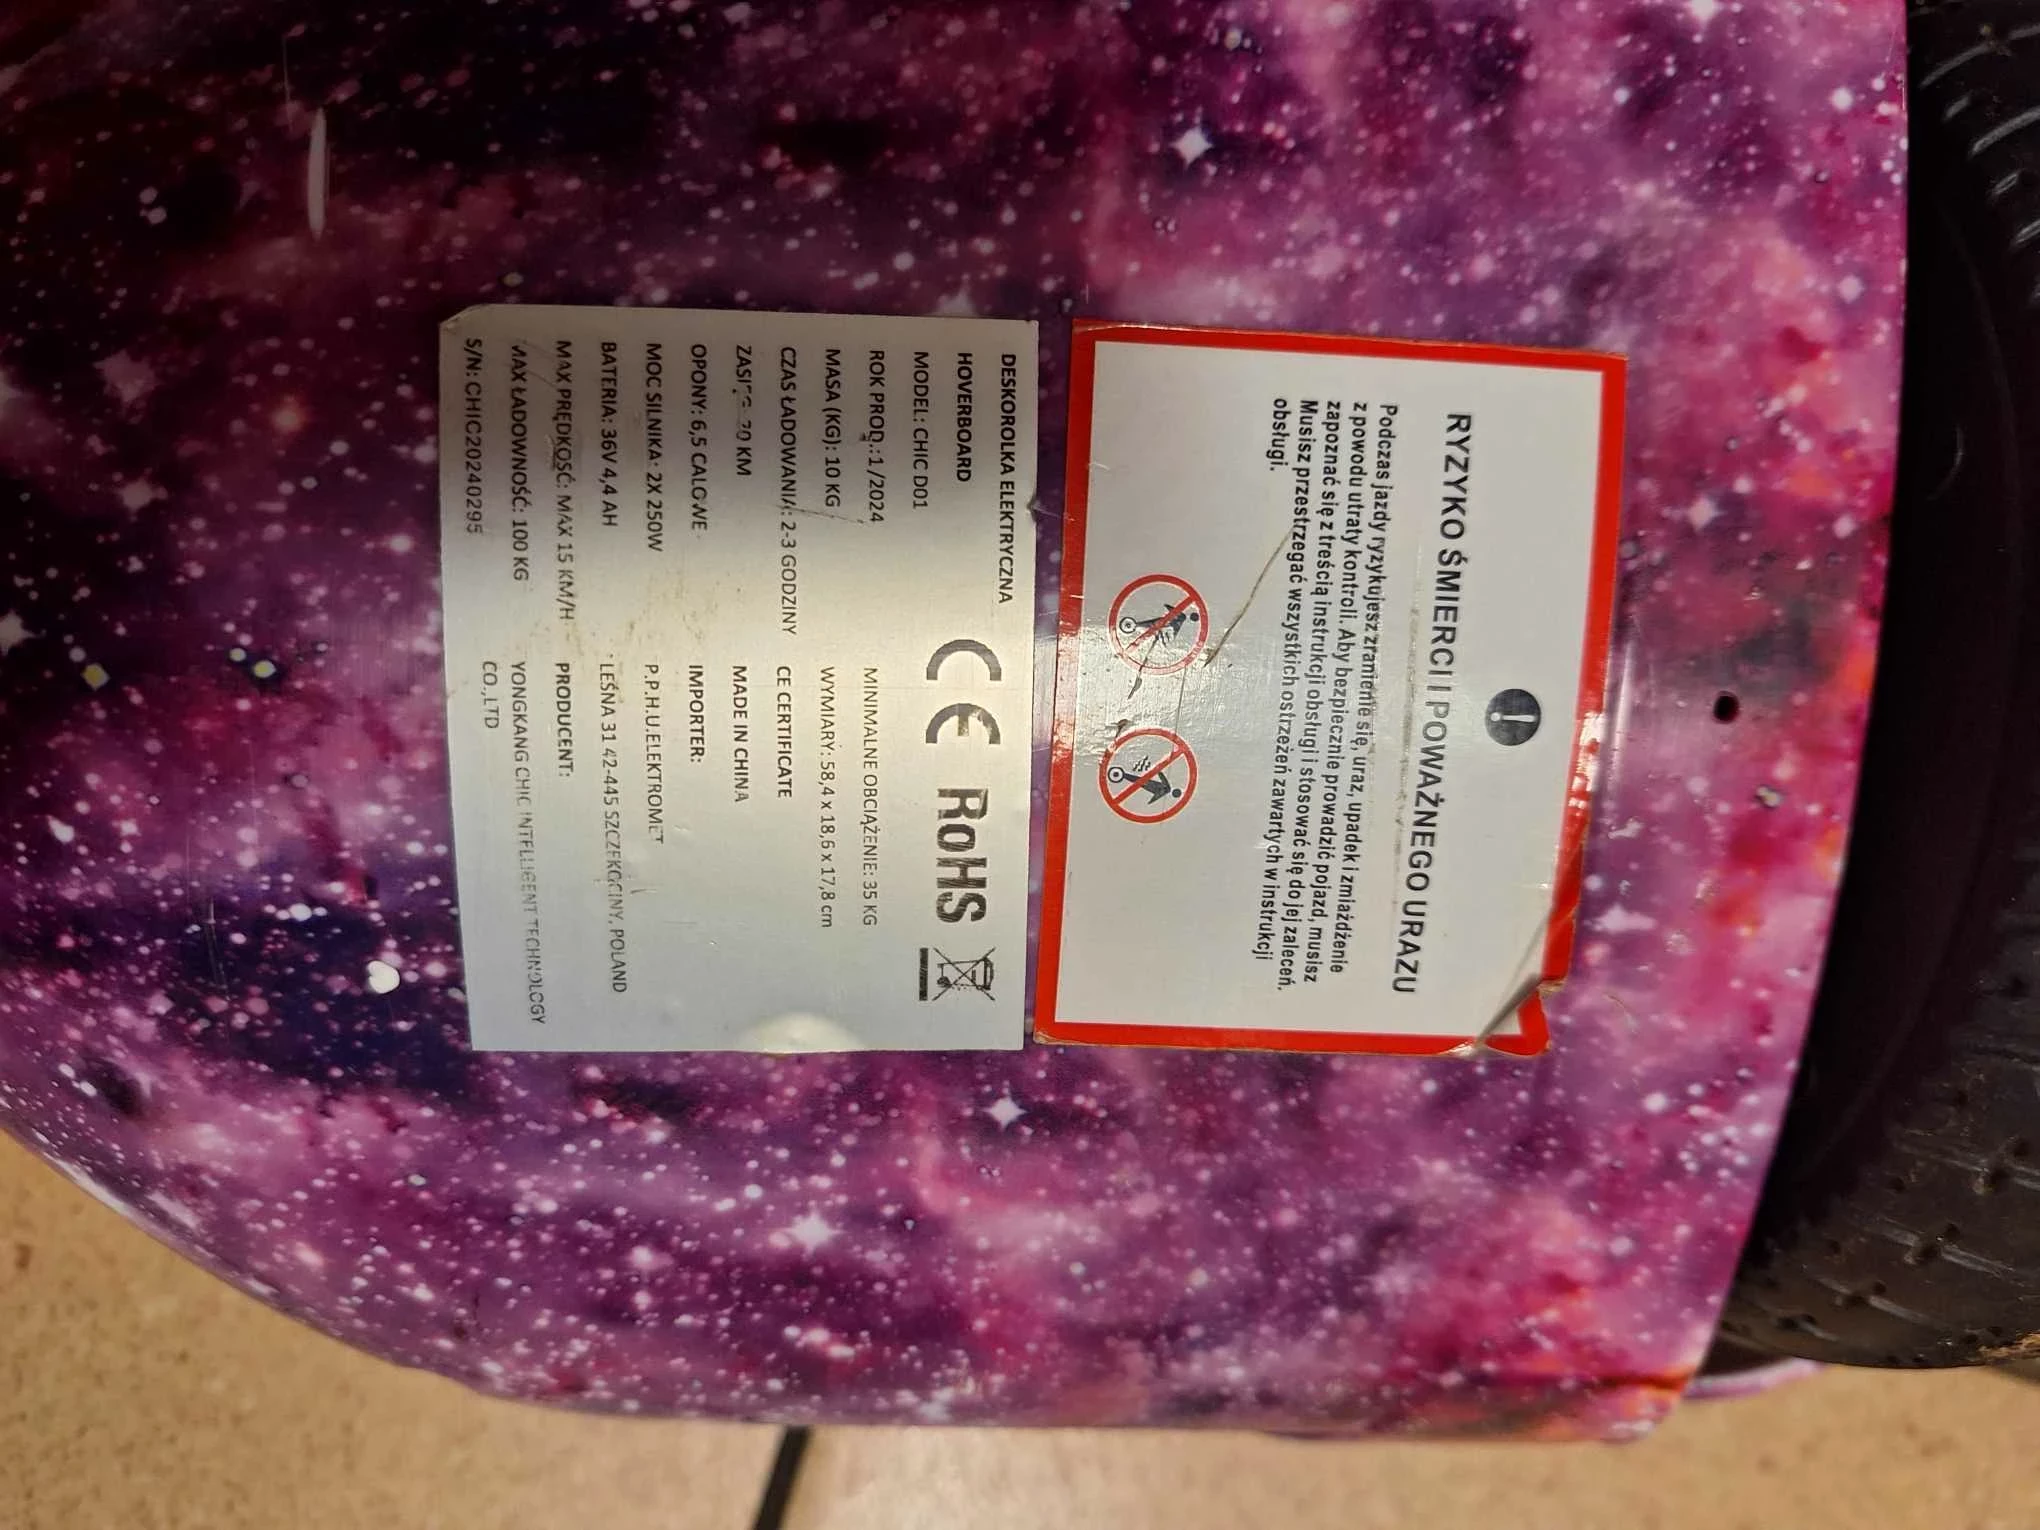 !
RYZYKO ŚMIERCI I POWAŻNEGO URAZU
Podczas jazdy ryzykujesz zranienie się, uraz, upadek i zmiażdżenie
z powodu utraty kontroli. Aby bezpiecznie prowadzić pojazd, musisz
zapoznać się z treścią instrukcji obsługi i stosować się do jej zaleceń.
Musisz przestrzegać wszystkich ostrzeżeń zawartych w instrukcji
obsługi.
DESKOROLKA ELEKTRYCZNA
HOVERBOARD
MODEL: CHIC D01
ROK PROD.:1/2024
MASA (KG): 10 KG
CZAS ŁADOWANIA: 2-3 GODZINY
KM
OPONY: 6,5 CALOWE
MOC SILNIKA: 2X 250W
BATERIA: 36V 4,4 AH
MAX PRĘDKOŚĆ: MAX 15 KM/H
MAX ŁADOWNOŚĆ: 100 KG
S/N: CHIC20240295
CE RoHS
MINIMALNE OBCIĄŻENIE: 35 KG
WYMIARY: 58,4 x 18,6 x 17,8 cm
CE CERTIFICATE
MADE IN CHINA
IMPORTER:
P.P.H.U.ELEKTROMET
LEŚNA 31 42-445 SZCZEKOCINY, POLAND
PRODUCENT:
YONGKANG CHIC INTELLIGENT TECHNOLOGY
CO.,LTD